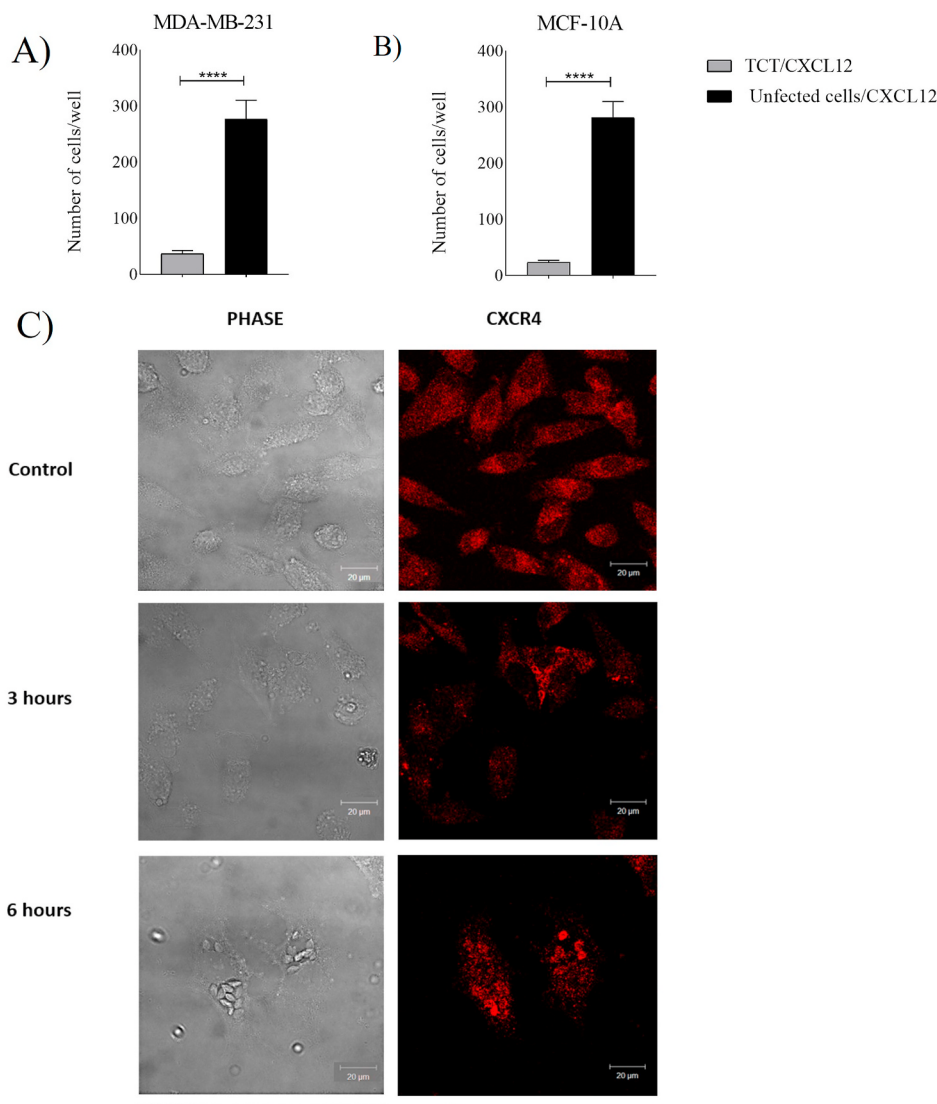 MDA-MB-231
MCF-10A
A)
B)
400
300
200
100
0
Number of cells/well
****
400
300
200
100
0
Number of cells/well
****
TCT/CXCL12
Unfected cells/CXCL12
C)
PHASE
CXCR4
Control
20 µm
20 µm
3 hours
20 µm
20 µm
6 hours
20 µm
20 µm